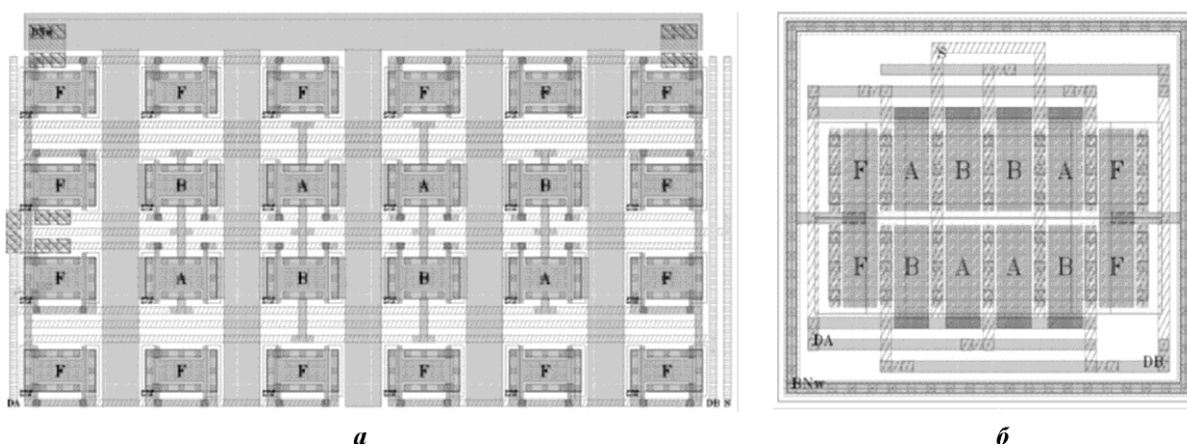 BNw
F F F F F F
F B A A B F
F A B B A F
F F F F F F
DA DB S
S
F A B B A F
F B A A B F
DA
DB
BNw
а
б